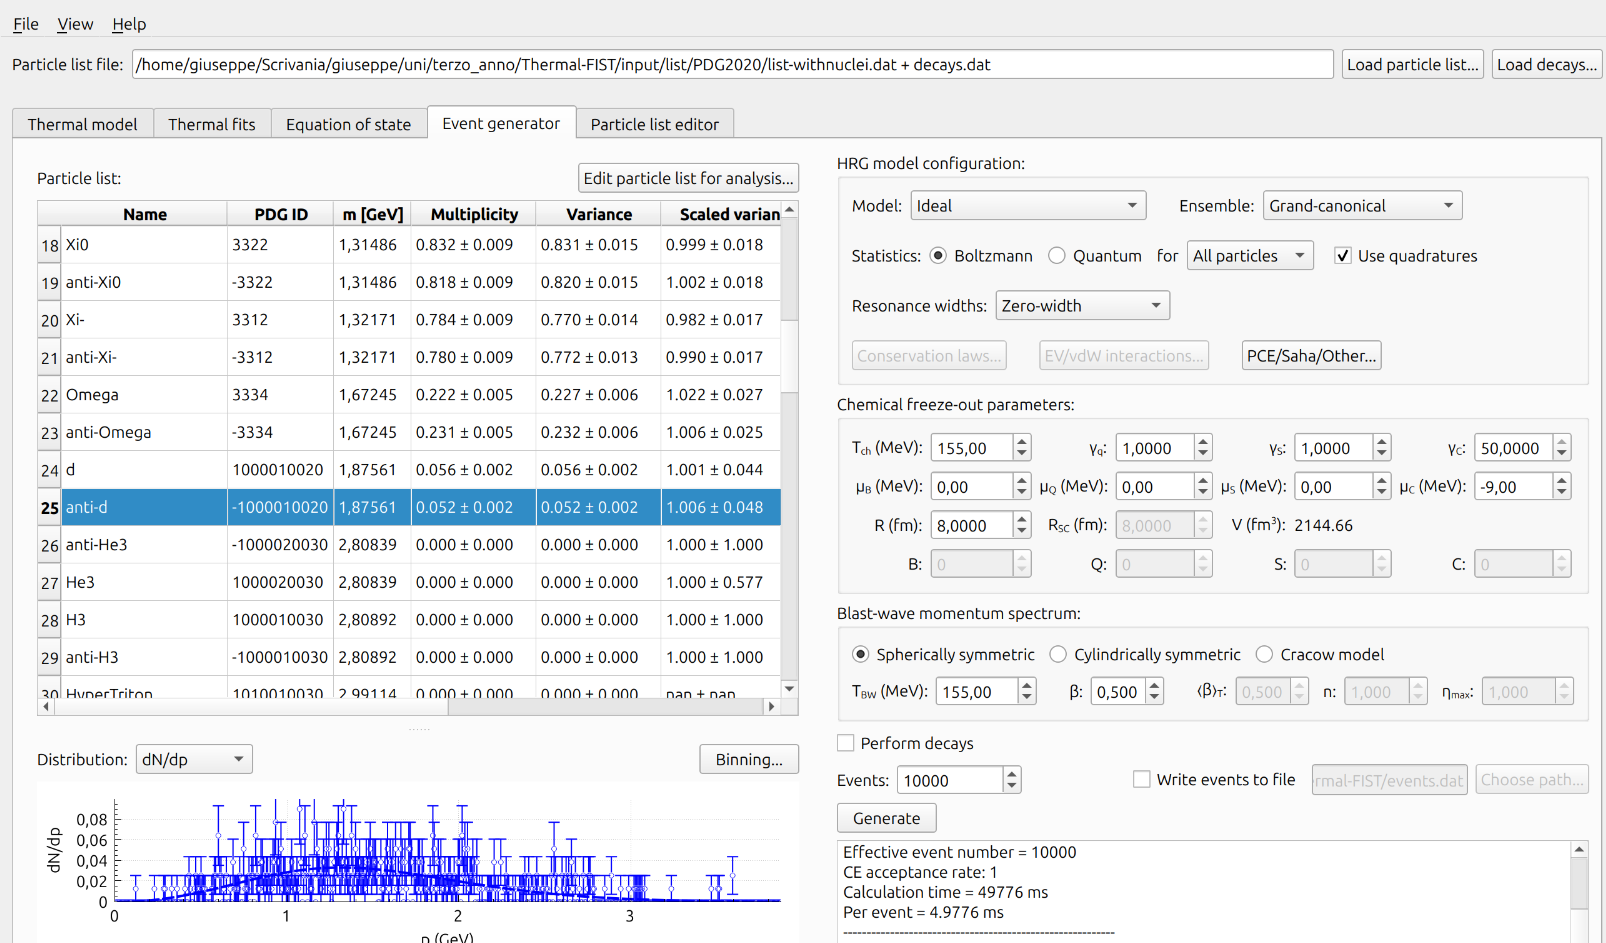 File View Help
Particle list file: /home/giuseppe/Scrivania/giuseppe/uni/terzo_anno/Thermal-FIST/input/list/PDG2020/list-withnuclei.dat + decays.dat Load particle list... Load decays...
Thermal model Thermal fits Equation of state Event generator Particle list editor
Particle list: Edit particle list for analysis...
Name PDG ID m [GeV] Multiplicity Variance Scaled varian
18 Xi0 3322 1,31486 0.832 ± 0.009 0.831 ± 0.015 0.999 ± 0.018
19 anti-Xi0 -3322 1,31486 0.818 ± 0.009 0.820 ± 0.015 1.002 ± 0.018
20 Xi- 3312 1,32171 0.784 ± 0.009 0.770 ± 0.014 0.982 ± 0.017
21 anti-Xi- -3312 1,32171 0.780 ± 0.009 0.772 ± 0.013 0.990 ± 0.017
22 Omega 3334 1,67245 0.222 ± 0.005 0.227 ± 0.006 1.022 ± 0.027
23 anti-Omega -3334 1,67245 0.231 ± 0.005 0.232 ± 0.006 1.006 ± 0.025
24 d 1000010020 1,87561 0.056 ± 0.002 0.056 ± 0.002 1.001 ± 0.044
25 anti-d -1000010020 1,87561 0.052 ± 0.002 0.052 ± 0.002 1.006 ± 0.048
26 anti-He3 -1000020030 2,80839 0.000 ± 0.000 0.000 ± 0.000 1.000 ± 1.000
27 He3 1000020030 2,80839 0.000 ± 0.000 0.000 ± 0.000 1.000 ± 0.577
28 H3 1000010030 2,80892 0.000 ± 0.000 0.000 ± 0.000 1.000 ± 1.000
29 anti-H3 -1000010030 2,80892 0.000 ± 0.000 0.000 ± 0.000 1.000 ± 1.000
30 HyperTriton 1010010030 2,99114 0.000 ± 0.000 0.000 ± 0.000 nan ± nan
Distribution: dN/dp Binning...
dN/dp
0,08
0,06
0,04
0,02
0
0 1 2 3
p (GeV)
HRG model configuration:
Model: Ideal Ensemble: Grand-canonical
Statistics: Boltzmann Quantum for All particles Use quadratures
Resonance widths: Zero-width
Conservation laws... EV/vdW interactions... PCE/Saha/Other...
Chemical freeze-out parameters:
Tch (MeV): 155,00 γq: 1,0000 γS: 1,0000 γC: 50,0000
μB (MeV): 0,00 μQ (MeV): 0,00 μS (MeV): 0,00 μC (MeV): -9,00
R (fm): 8,0000 RSC (fm): 8,0000 V (fm³): 2144.66
B: 0 Q: 0 S: 0 C: 0
Blast-wave momentum spectrum:
Spherically symmetric Cylindrically symmetric Cracow model
TBW (MeV): 155,00 β: 0,500 ⟨β⟩T: 0,500 n: 1,000 ηmax: 1,000
Perform decays
Events: 10000 Write events to file rmal-FIST/events.dat Choose path...
Generate
Effective event number = 10000
CE acceptance rate: 1
Calculation time = 49776 ms
Per event = 4.9776 ms
------------------------------------------------------